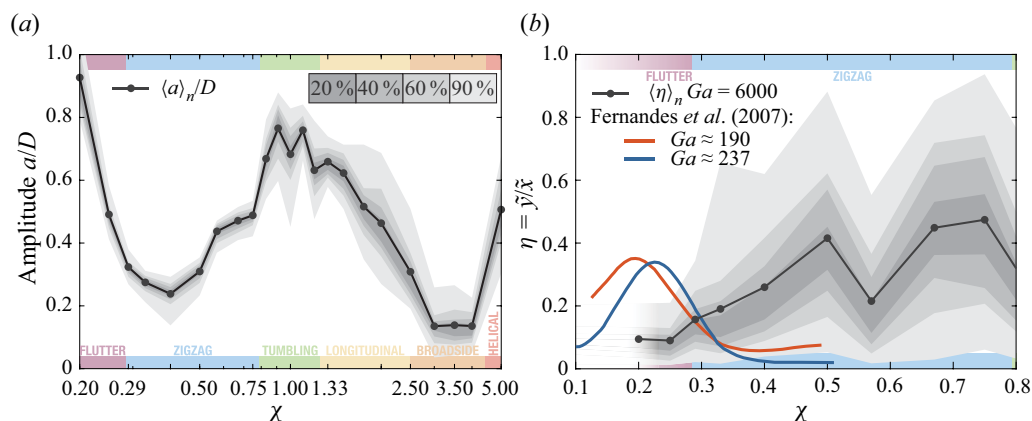 (a)
1.0
0.8
0.6
0.4
0.2
0
Amplitude a/D
⟨a⟩ₙ/D
20 % 40 % 60 % 90 %
FLUTTER ZIGZAG TUMBLING LONGITUDINAL BROADSIDE HELICAL
0.20 0.29 0.50 0.75 1.00 1.33 2.50 3.50 5.00
χ
(b)
1.0
0.8
0.6
0.4
0.2
0
η = ỹ/x̃
FLUTTER ZIGZAG
⟨η⟩ₙ Ga = 6000
Fernandes et al. (2007):
Ga ≈ 190
Ga ≈ 237
0.1 0.2 0.3 0.4 0.5 0.6 0.7 0.8
χ